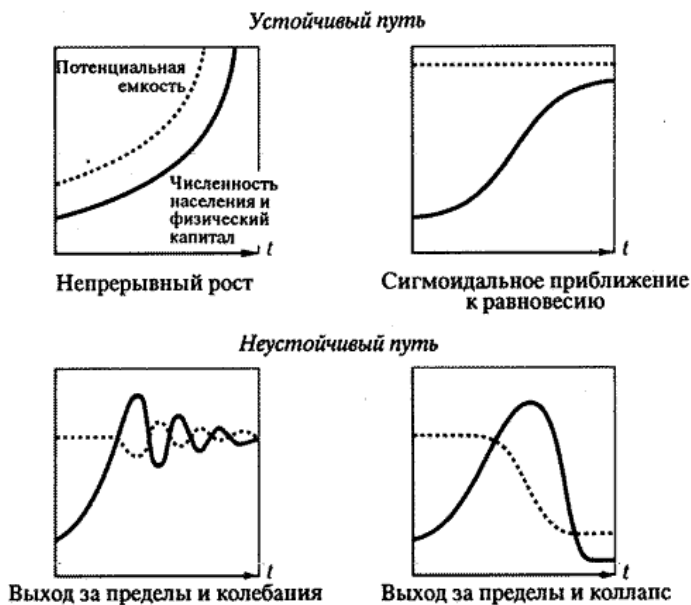 Устойчивый путь
Потенциальная
емкость
Численность
населения и
физический
капитал
t
t
Непрерывный рост
Сигмоидальное приближение
к равновесию
Неустойчивый путь
t
t
Выход за пределы и колебания
Выход за пределы и коллапс